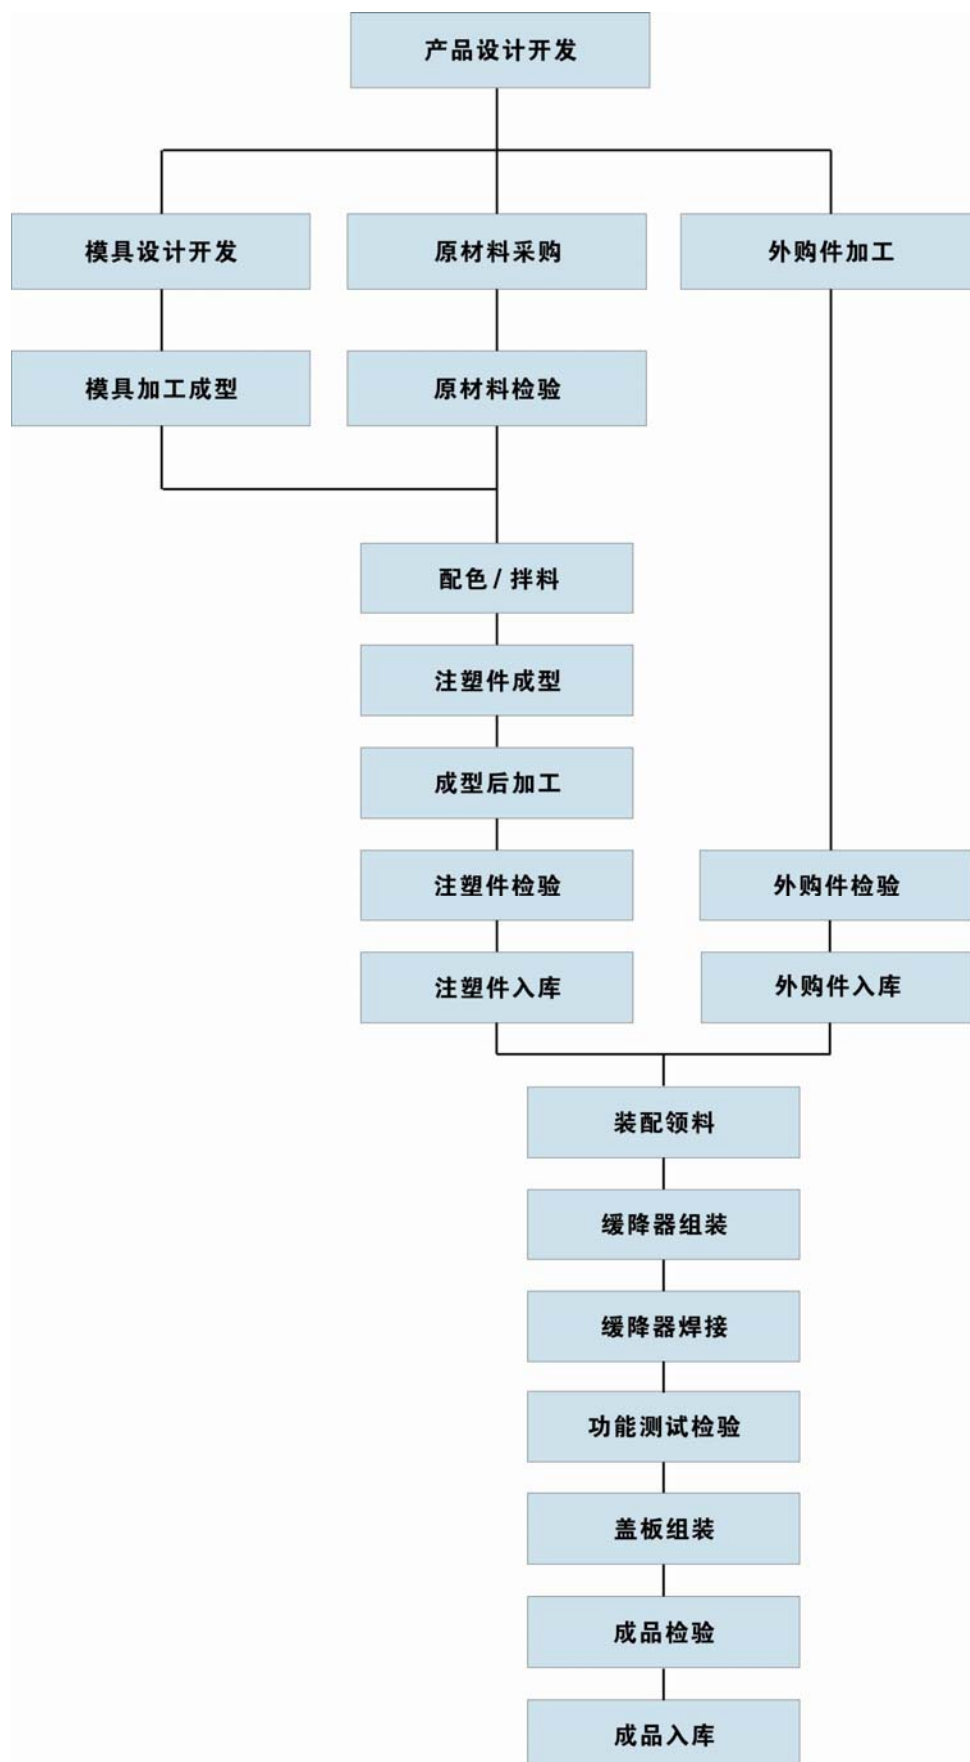 产品设计开发
模具设计开发
原材料采购
外购件加工
模具加工成型
原材料检验
配色 / 拌料
注塑件成型
成型后加工
注塑件检验
外购件检验
注塑件入库
外购件入库
装配领料
缓降器组装
缓降器焊接
功能测试检验
盖板组装
成品检验
成品入库